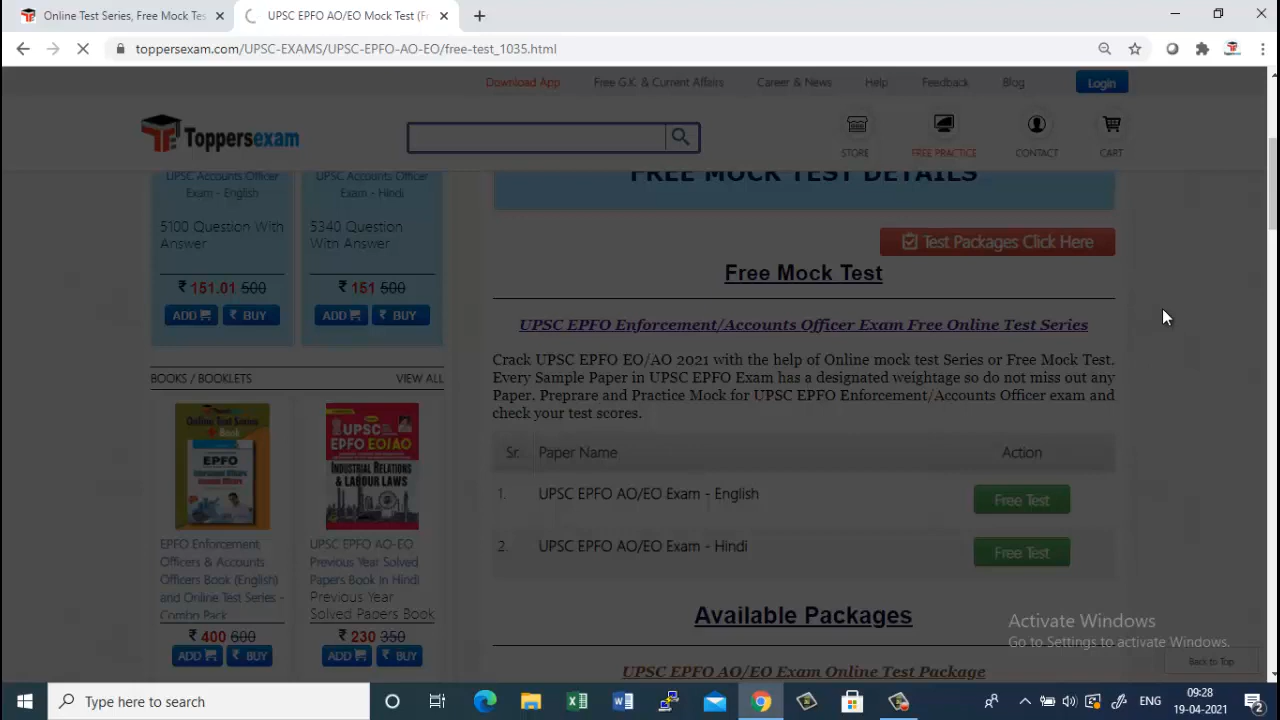 Online Test Series, Free Mock Tes
UPSC EPFO AO/EO Mock Test (Fr
toppersexam.com/UPSC-EXAMS/UPSC-EPFO-AO-EO/free-test_1035.html
Download App
Free G.K. & Current Affairs
Career & News
Help
Feedback
Blog
Login
Toppersexam
STORE
FREE PRACTICE
CONTACT
CART
UPSC Accounts Officer
Exam - English
5100 Question With
Answer
₹ 151.01 500
ADD
₹ BUY
UPSC Accounts Officer
Exam - Hindi
5340 Question
With Answer
₹ 151 500
ADD
₹ BUY
BOOKS / BOOKLETS
VIEW ALL
Online Test Series
EPFO
UPSC
EPFO EO/AO
INDUSTRIAL RELATIONS
& LABOUR LAWS
EPFO Enforcement
Officers & Accounts
Officers Book (English)
and Online Test Series -
Combo Pack
₹ 400 600
ADD
₹ BUY
UPSC EPFO AO-EO
Previous Year Solved
Papers Book in Hindi
Previous Year
Solved Papers Book
₹ 230 350
ADD
₹ BUY
FREE MOCK TEST DETAILS
Test Packages Click Here
Free Mock Test
UPSC EPFO Enforcement/Accounts Officer Exam Free Online Test Series
Crack UPSC EPFO EO/AO 2021 with the help of Online mock test Series or Free Mock Test.
Every Sample Paper in UPSC EPFO Exam has a designated weightage so do not miss out any
Paper. Preprare and Practice Mock for UPSC EPFO Enforcement/Accounts Officer exam and
check your test scores.
Sr. Paper Name Action
1. UPSC EPFO AO/EO Exam - English Free Test
2. UPSC EPFO AO/EO Exam - Hindi Free Test
Available Packages
UPSC EPFO AO/EO Exam Online Test Package
Activate Windows
Go to Settings to activate Windows.
Back to Top
Type here to search
ENG
09:28
19-04-2021
2